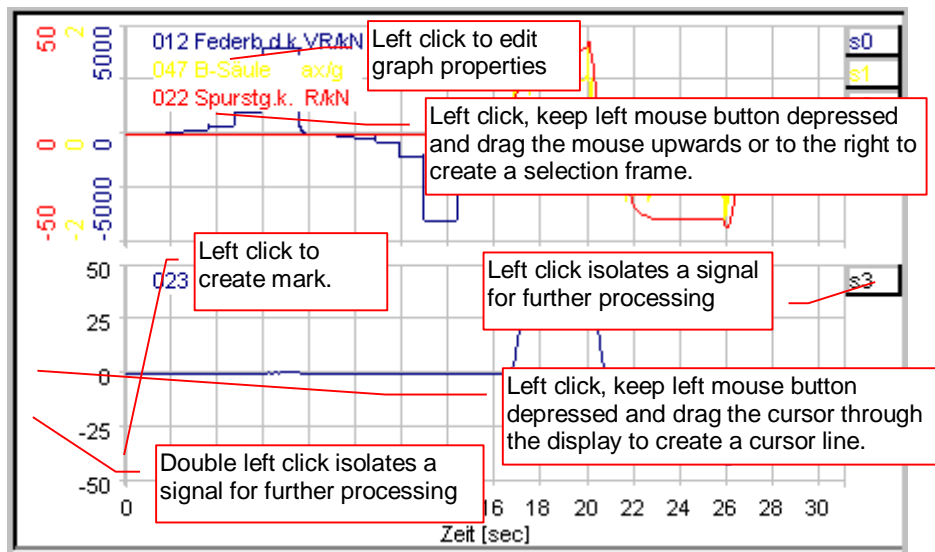 50
2
5000
0
0
0
-50
-2
-5000
012 Federb.d.k.VR/kN
047 B-Säule ax/g
022 Spurstg.k. R/kN
s0
s1
Left click to edit
graph properties
Left click, keep left mouse button depressed
and drag the mouse upwards or to the right to
create a selection frame.
Left click to
create mark.
Left click isolates a signal
for further processing
50
25
0
-25
-50
023
s3
Left click, keep left mouse button
depressed and drag the cursor through
the display to create a cursor line.
Double left click isolates a
signal for further processing
0 16 18 20 22 24 26 28 30
Zeit [sec]